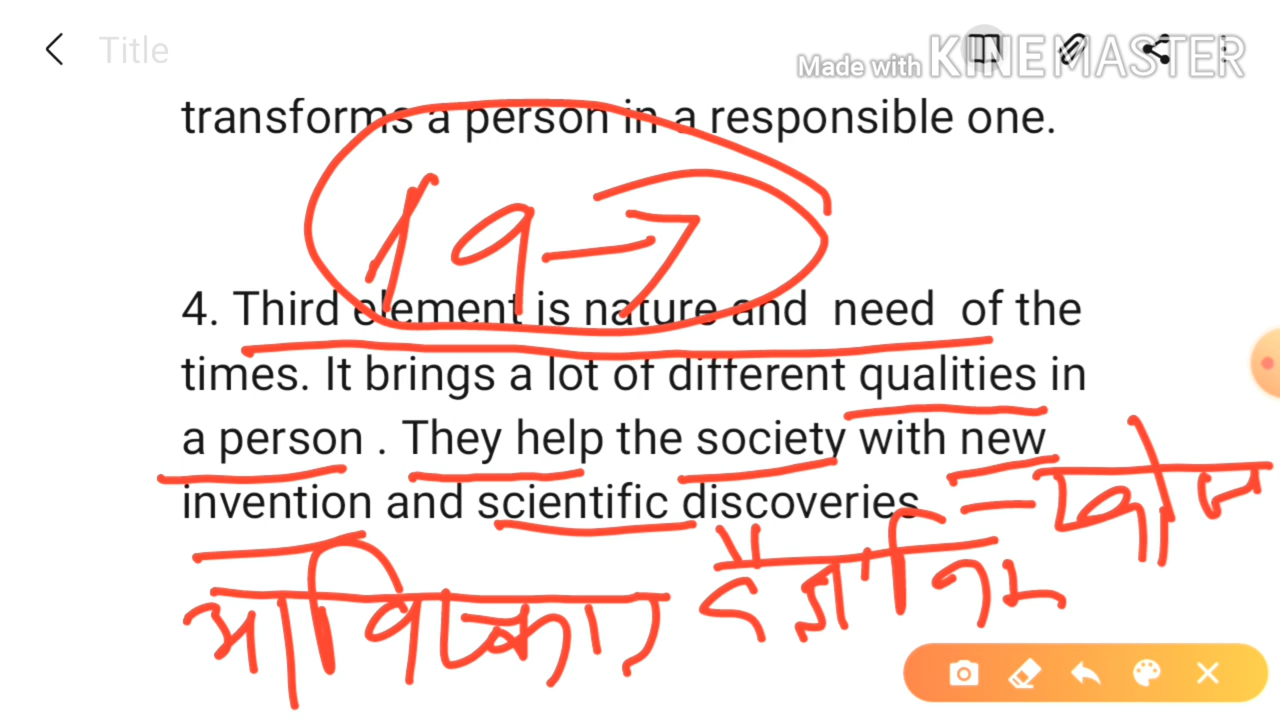 Title
Made with KINEMASTER
transforms a person in a responsible one.
4. Third element is nature and need of the
times. It brings a lot of different qualities in
a person . They help the society with new
invention and scientific discoveries
= खोज
आविष्कार